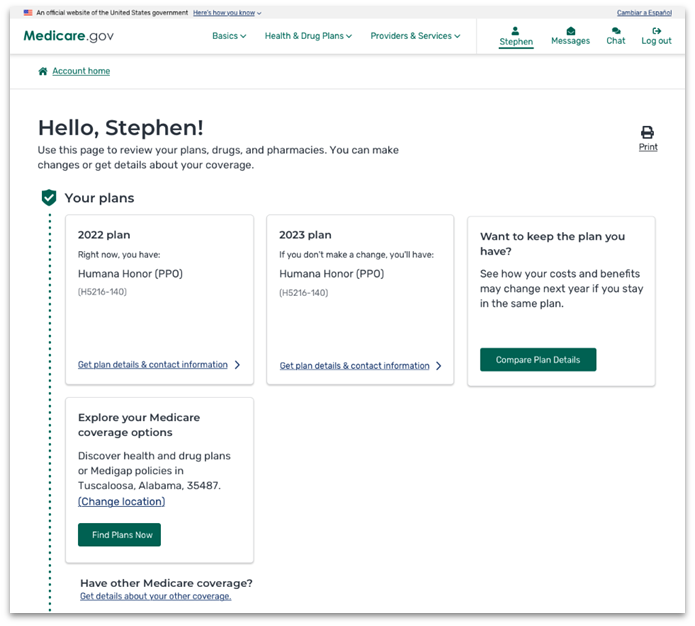 An official website of the United States government Here's how you know
Cambiar a Español
Medicare.gov
Basics
Health & Drug Plans
Providers & Services
Stephen
Messages
Chat
Log out
Account home
Hello, Stephen!
Use this page to review your plans, drugs, and pharmacies. You can make
changes or get details about your coverage.
Print
Your plans
2022 plan
Right now, you have:
Humana Honor (PPO)
(H5216-140)
Get plan details & contact information
2023 plan
If you don't make a change, you'll have:
Humana Honor (PPO)
(H5216-140)
Get plan details & contact information
Want to keep the plan you
have?
See how your costs and benefits
may change next year if you stay
in the same plan.
Compare Plan Details
Explore your Medicare
coverage options
Discover health and drug plans
or Medigap policies in
Tuscaloosa, Alabama, 35487.
(Change location)
Find Plans Now
Have other Medicare coverage?
Get details about your other coverage.